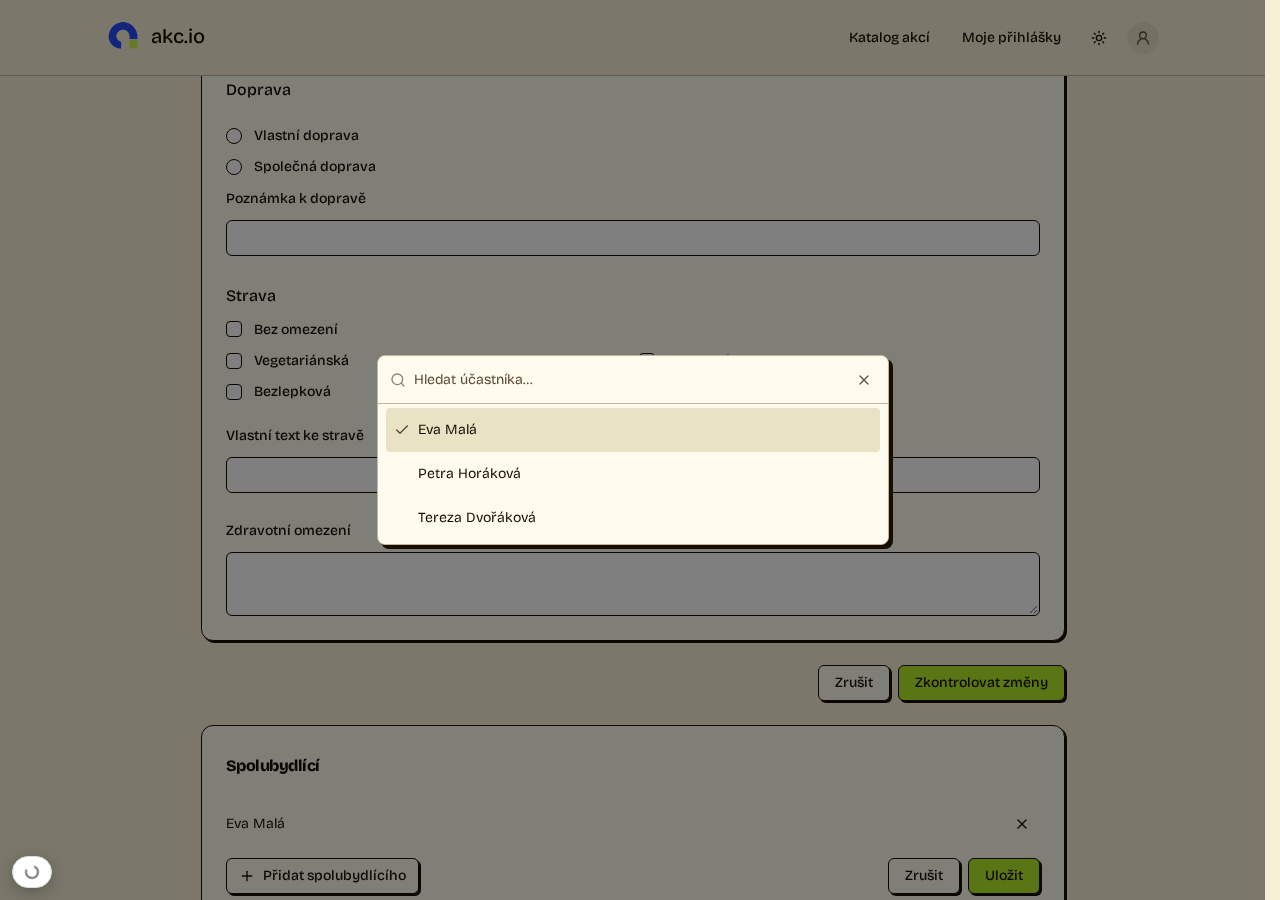 akc.io
Katalog akcí
Moje přihlášky
Doprava
Vlastní doprava
Společná doprava
Poznámka k dopravě
Strava
Bez omezení
Vegetariánská
Bezlepková
Vlastní text ke stravě
Zdravotní omezení
Hledat účastníka...
Eva Malá
Petra Horáková
Tereza Dvořáková
Zrušit
Zkontrolovat změny
Spolubydlící
Eva Malá
Přidat spolubydlícího
Zrušit
Uložit